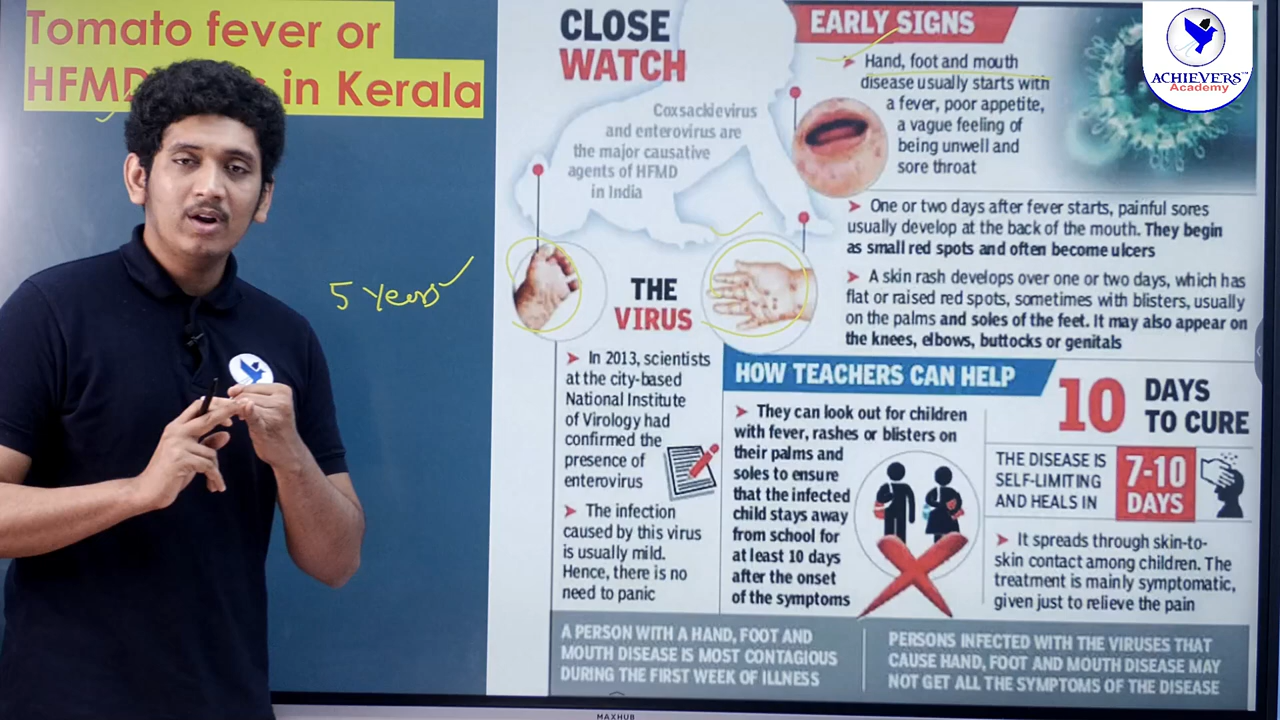 Tomato fever or
in Kerala
5 years
CLOSE
WATCH
Coxsackievirus
and enterovirus are
the major causative
agents of HFMD
in India
EARLY SIGNS
Hand, foot and mouth
disease usually starts with
a fever, poor appetite,
a vague feeling of
being unwell and
sore throat
One or two days after fever starts, painful sores
usually develop at the back of the mouth. They begin
as small red spots and often become ulcers
A skin rash develops over one or two days, which has
flat or raised red spots, sometimes with blisters, usually
on the palms and soles of the feet. It may also appear on
the knees, elbows, buttocks or genitals
THE
VIRUS
In 2013, scientists
at the city-based
National Institute
of Virology had
confirmed the
presence of
enterovirus
The infection
caused by this virus
is usually mild.
Hence, there is no
need to panic
HOW TEACHERS CAN HELP
They can look out for children
with fever, rashes or blisters on
their palms and
soles to ensure
that the infected
child stays away
from school for
at least 10 days
after the onset
of the symptoms
10 DAYS
TO CURE
THE DISEASE IS
SELF-LIMITING
AND HEALS IN
7-10
DAYS
It spreads through skin-to-
skin contact among children. The
treatment is mainly symptomatic,
given just to relieve the pain
A PERSON WITH A HAND, FOOT AND
MOUTH DISEASE IS MOST CONTAGIOUS
DURING THE FIRST WEEK OF ILLNESS
PERSONS INFECTED WITH THE VIRUSES THAT
CAUSE HAND, FOOT AND MOUTH DISEASE MAY
NOT GET ALL THE SYMPTOMS OF THE DISEASE
ACHIEVERS™
Academy
MAXHUB